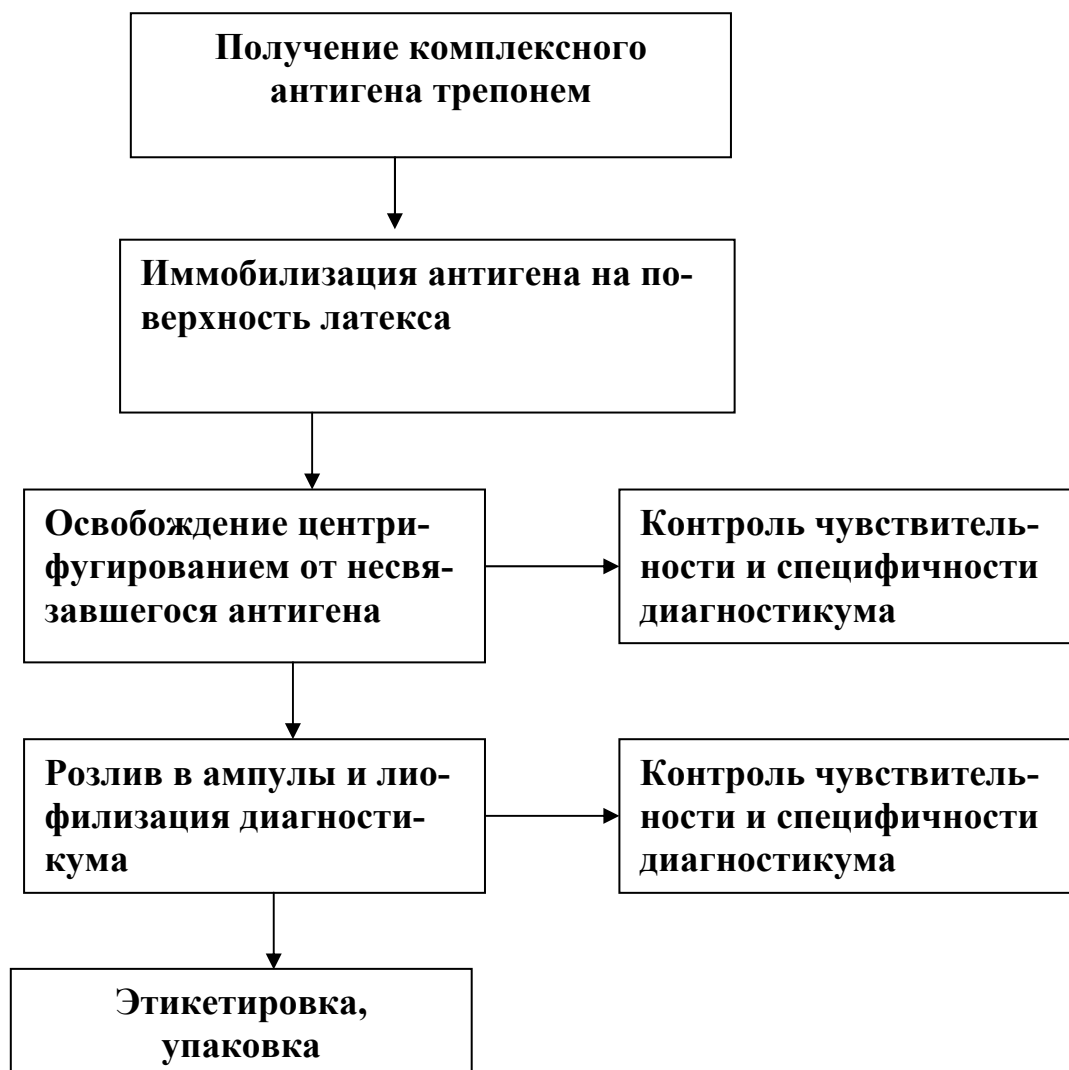 Получение комплексного
антигена трепонем
Иммобилизация антигена на по-
верхность латекса
Освобождение центри-
фугированием от несвя-
завшегося антигена
Контроль чувствитель-
ности и специфичности
диагностикума
Розлив в ампулы и лио-
филизация диагности-
кума
Контроль чувствитель-
ности и специфичности
диагностикума
Этикетировка,
упаковка